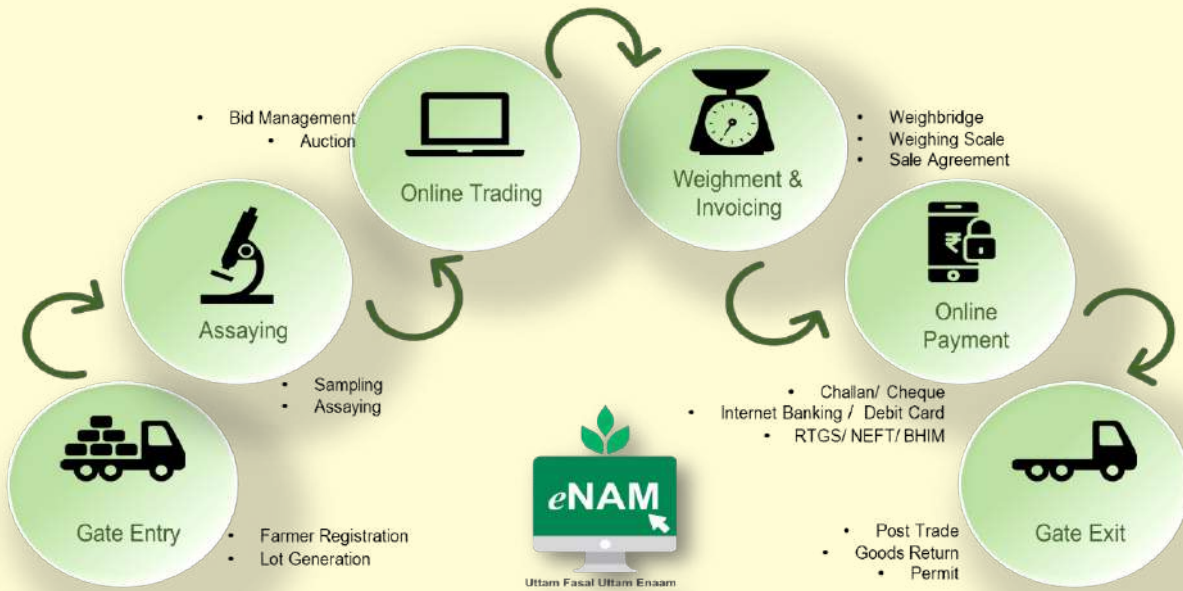 Gate Entry
• Farmer Registration
• Lot Generation
Assaying
• Sampling
• Assaying
Online Trading
• Bid Management
• Auction
Weighment &
Invoicing
• Weighbridge
• Weighing Scale
• Sale Agreement
₹
Online
Payment
• Challan/ Cheque
• Internet Banking / Debit Card
• RTGS/ NEFT/ BHIM
Gate Exit
• Post Trade
• Goods Return
• Permit
eNAM
Uttam Fasal Uttam Enaam